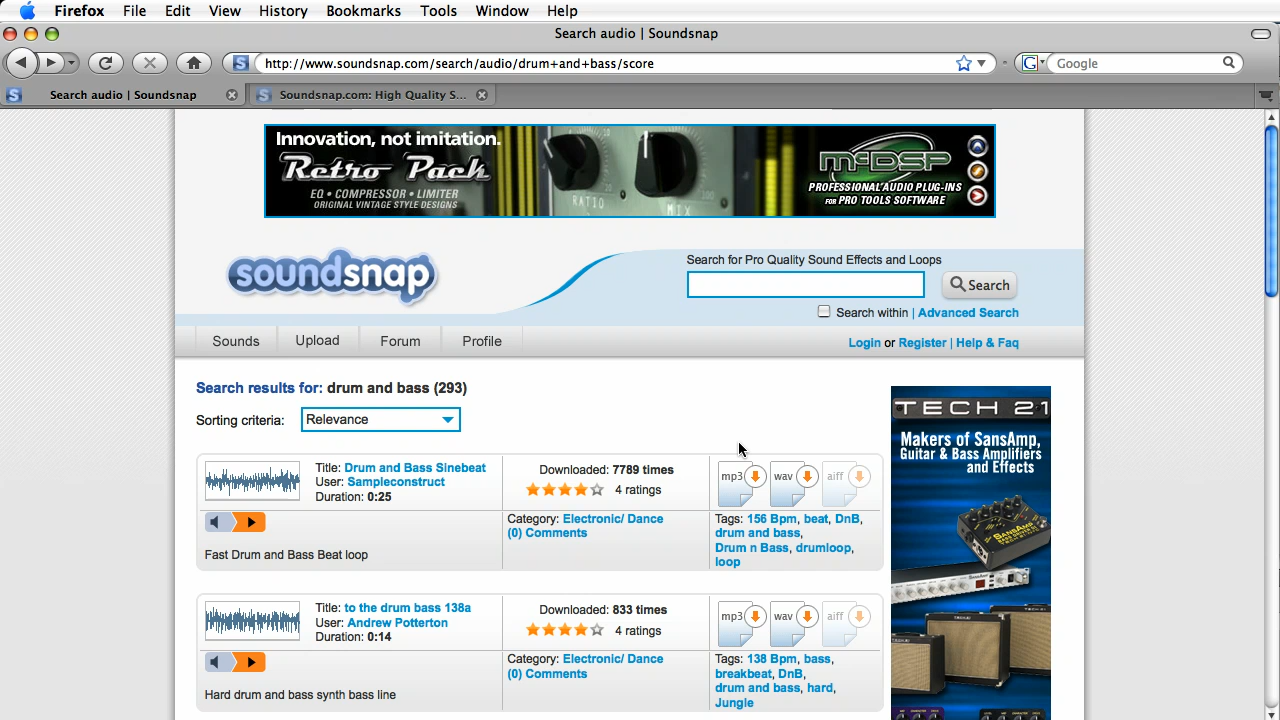 Firefox File Edit View History Bookmarks Tools Window Help
Search audio | Soundsnap
http://www.soundsnap.com/search/audio/drum+and+bass/score
Google
Search audio | Soundsnap
Soundsnap.com: High Quality S...
Innovation, not imitation.
Retro Pack
EQ • COMPRESSOR • LIMITER
ORIGINAL VINTAGE STYLE DESIGNS
RATIO
MIX
McDSP
PROFESSIONAL AUDIO PLUG-INS
FOR PRO TOOLS SOFTWARE
soundsnap
Search for Pro Quality Sound Effects and Loops
Search
Search within | Advanced Search
Sounds Upload Forum Profile
Login or Register | Help & Faq
Search results for: drum and bass (293)
Sorting criteria: Relevance
Title: Drum and Bass Sinebeat
User: Sampleconstruct
Duration: 0:25
Downloaded: 7789 times
4 ratings
mp3 wav aiff
Category: Electronic/ Dance
(0) Comments
Tags: 156 Bpm, beat, DnB,
drum and bass,
Drum n Bass, drumloop,
loop
Fast Drum and Bass Beat loop
Title: to the drum bass 138a
User: Andrew Potterton
Duration: 0:14
Downloaded: 833 times
4 ratings
mp3 wav aiff
Category: Electronic/ Dance
(0) Comments
Tags: 138 Bpm, bass,
breakbeat, DnB,
drum and bass, hard,
Jungle
Hard drum and bass synth bass line
TECH 21
Makers of SansAmp,
Guitar & Bass Amplifiers
and Effects
SANSAMP